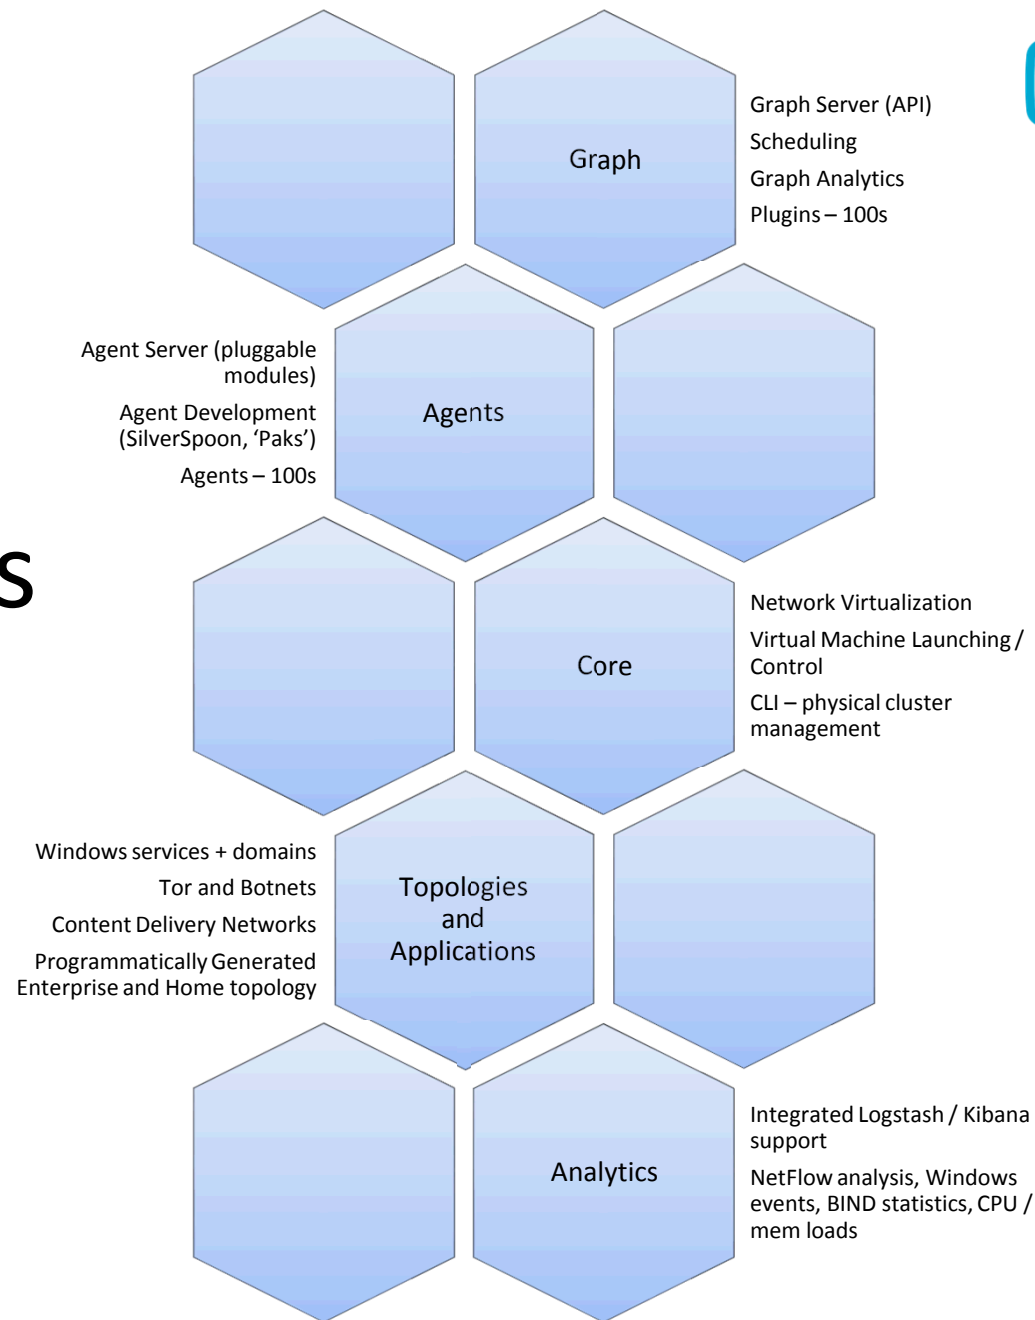 Graph
Graph Server (API)
Scheduling
Graph Analytics
Plugins – 100s
Agent Server (pluggable
modules)
Agent Development
(SilverSpoon, ‘Paks’)
Agents – 100s
Agents
s
Core
Network Virtualization
Virtual Machine Launching /
Control
CLI – physical cluster
management
Windows services + domains
Tor and Botnets
Content Delivery Networks
Programmatically Generated
Enterprise and Home topology
Topologies
and
Applications
Analytics
Integrated Logstash / Kibana
support
NetFlow analysis, Windows
events, BIND statistics, CPU /
mem loads